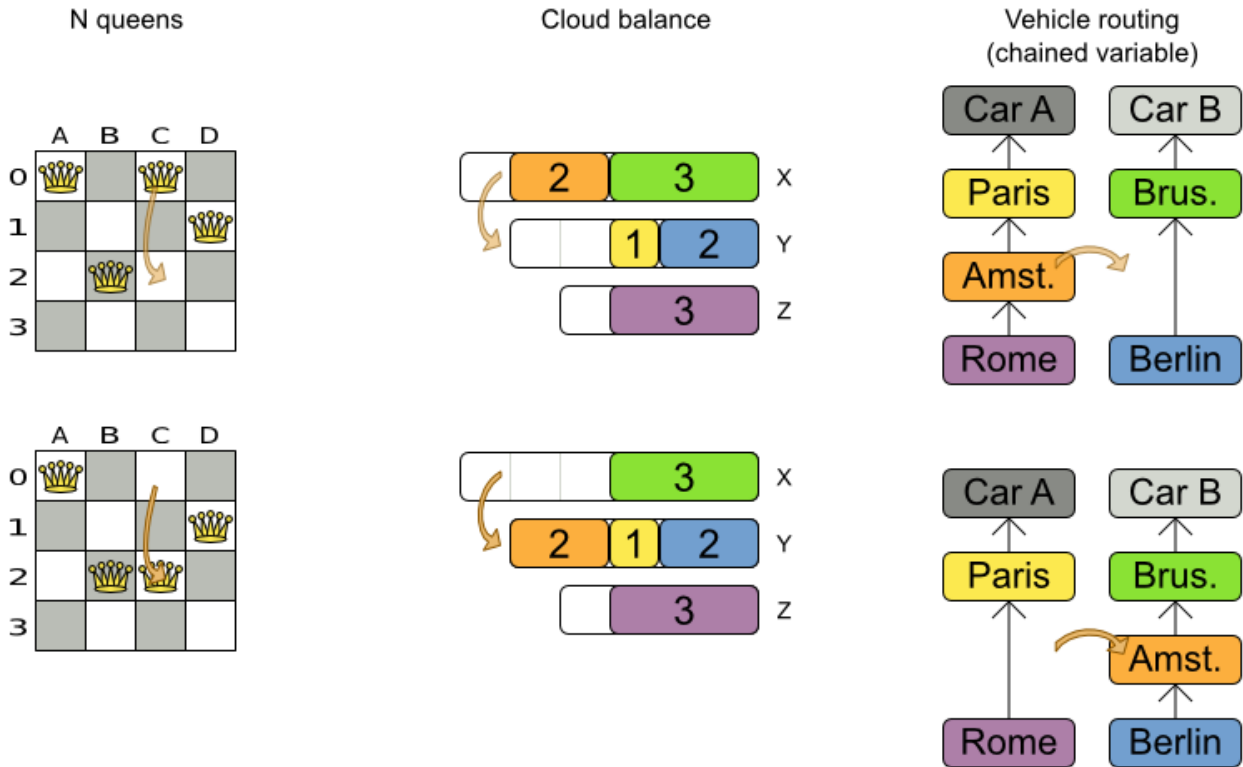 N queens
Cloud balance
Vehicle routing
(chained variable)
A B C D
0
1
2
3
2 3 X
1 2 Y
3 Z
Car A Car B
Paris Brus.
Amst.
Rome Berlin
A B C D
0
1
2
3
3 X
2 1 2 Y
3 Z
Car A Car B
Paris Brus.
Amst.
Rome Berlin